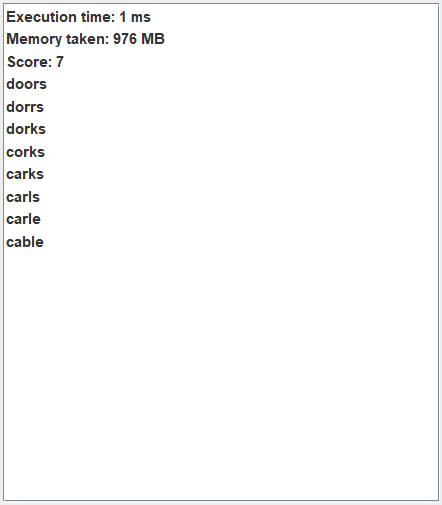 Execution time: 1 ms
Memory taken: 976 MB
Score: 7
doors
dorrs
dorks
corks
carks
carls
carle
cable